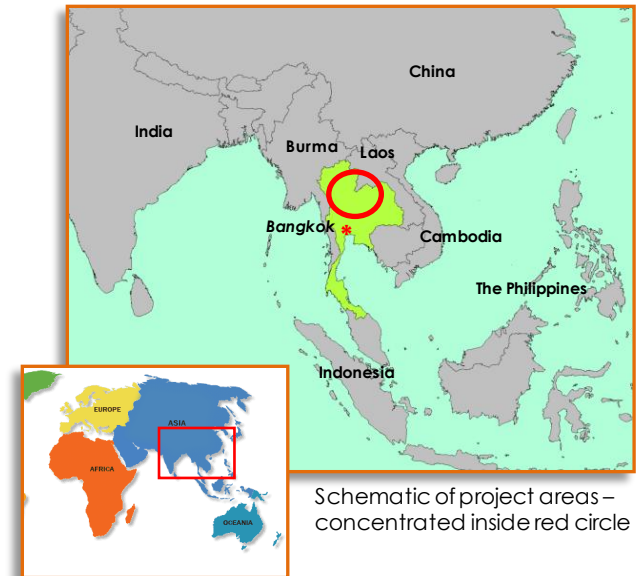 China
India
Burma
Laos
Bangkok *
Cambodia
The Philippines
Indonesia
EUROPE
ASIA
AFRICA
OCEANIA
Schematic of project areas –
concentrated inside red circle